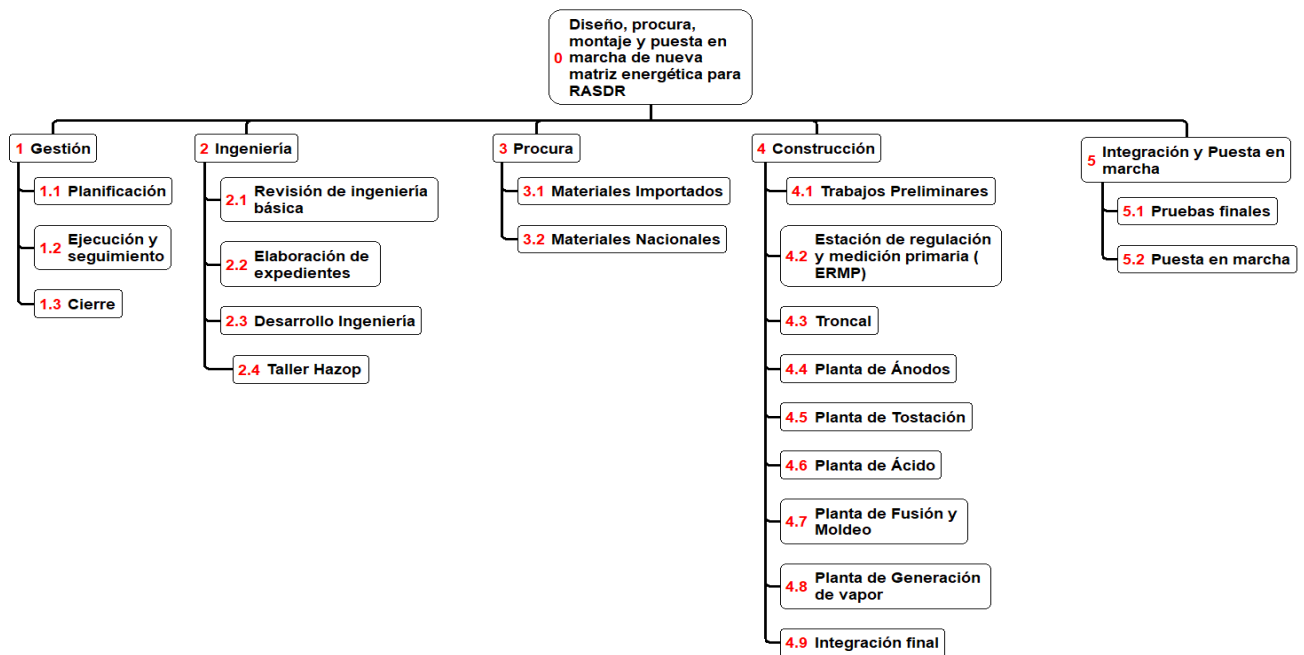 Diseño, procura,
montaje y puesta en
0 marcha de nueva
matriz energética para
RASDR
1 Gestión
1.1 Planificación
1.2 Ejecución y
seguimiento
1.3 Cierre
2 Ingeniería
2.1 Revisión de ingeniería
básica
2.2 Elaboración de
expedientes
2.3 Desarrollo Ingeniería
2.4 Taller Hazop
3 Procura
3.1 Materiales Importados
3.2 Materiales Nacionales
4 Construcción
4.1 Trabajos Preliminares
4.2 Estación de regulación
y medición primaria (
ERMP)
4.3 Troncal
4.4 Planta de Ánodos
4.5 Planta de Tostación
4.6 Planta de Ácido
4.7 Planta de Fusión y
Moldeo
4.8 Planta de Generación
de vapor
4.9 Integración final
5 Integración y Puesta en
marcha
5.1 Pruebas finales
5.2 Puesta en marcha